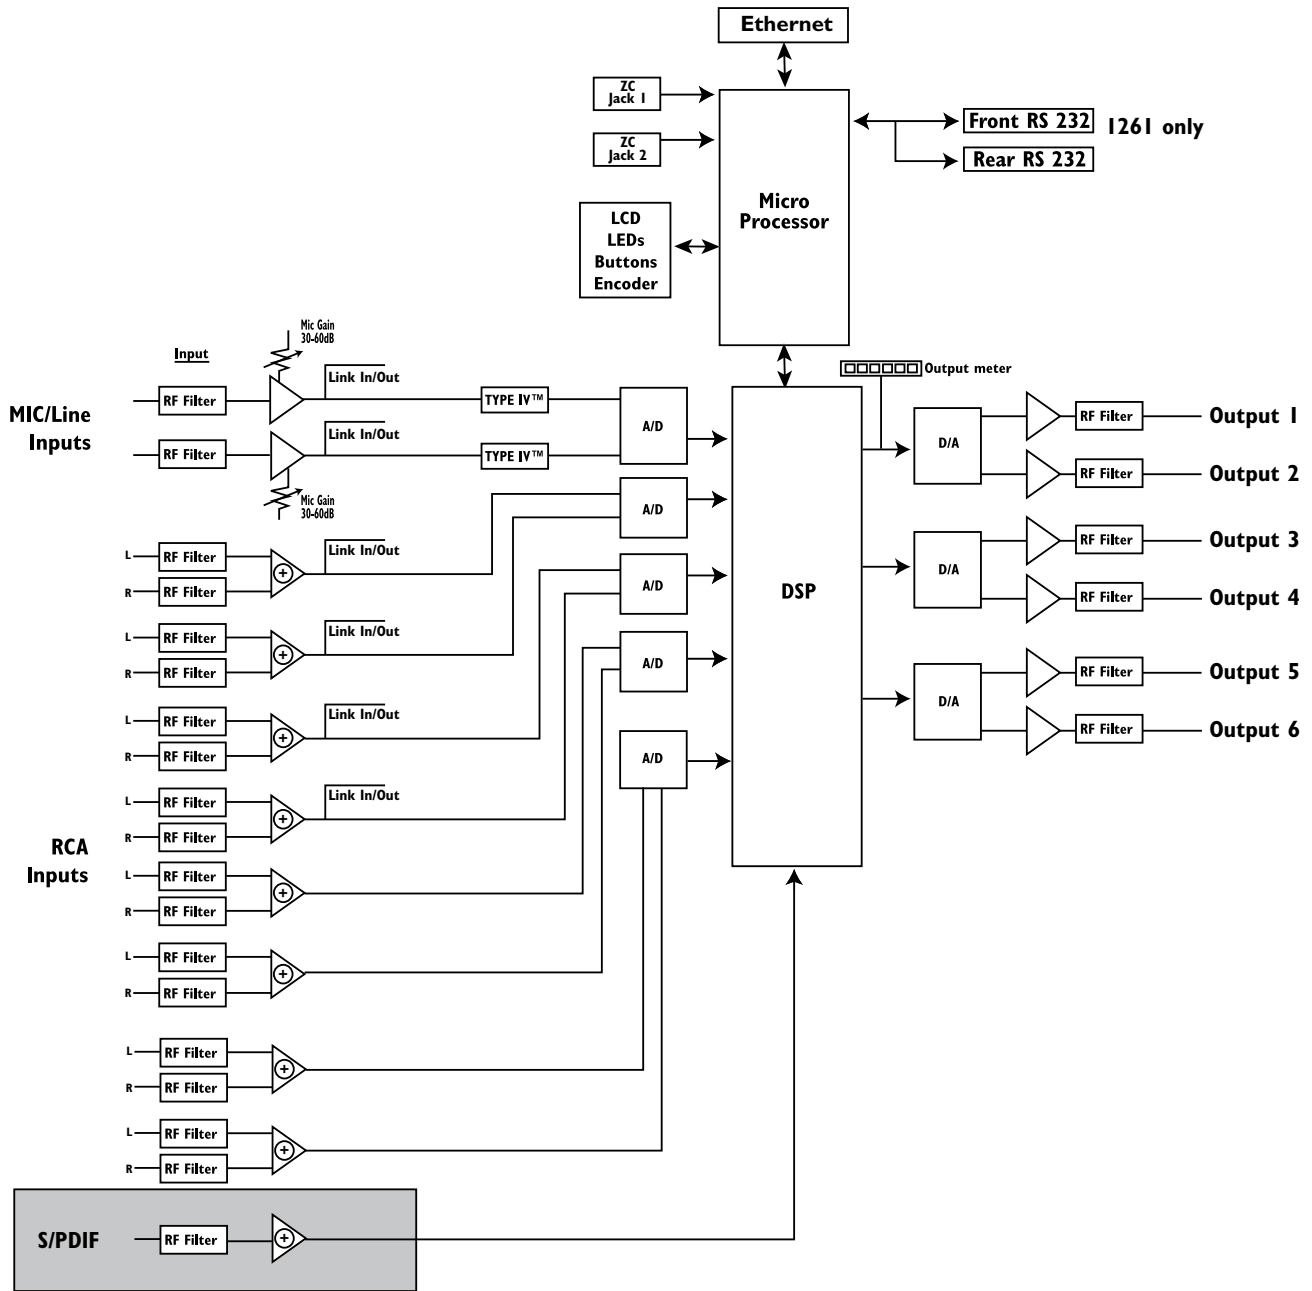 Ethernet
ZC
Jack 1
ZC
Jack 2
Front RS 232
1261 only
Rear RS 232
Micro
Processor
LCD
LEDs
Buttons
Encoder
Mic Gain
30-60dB
Input
Link In/Out
Output meter
MIC/Line
Inputs
RF Filter
TYPE IV™
A/D
RF Filter
Link In/Out
TYPE IV™
Mic Gain
30-60dB
D/A
RF Filter
Output 1
RF Filter
Output 2
A/D
L
RF Filter
R
RF Filter
Link In/Out
A/D
DSP
D/A
RF Filter
Output 3
RF Filter
Output 4
L
RF Filter
R
RF Filter
Link In/Out
A/D
D/A
RF Filter
Output 5
RF Filter
Output 6
L
RF Filter
R
RF Filter
Link In/Out
A/D
L
RF Filter
R
RF Filter
Link In/Out
RCA
Inputs
L
RF Filter
R
RF Filter
L
RF Filter
R
RF Filter
L
RF Filter
R
RF Filter
L
RF Filter
R
RF Filter
S/PDIF
RF Filter